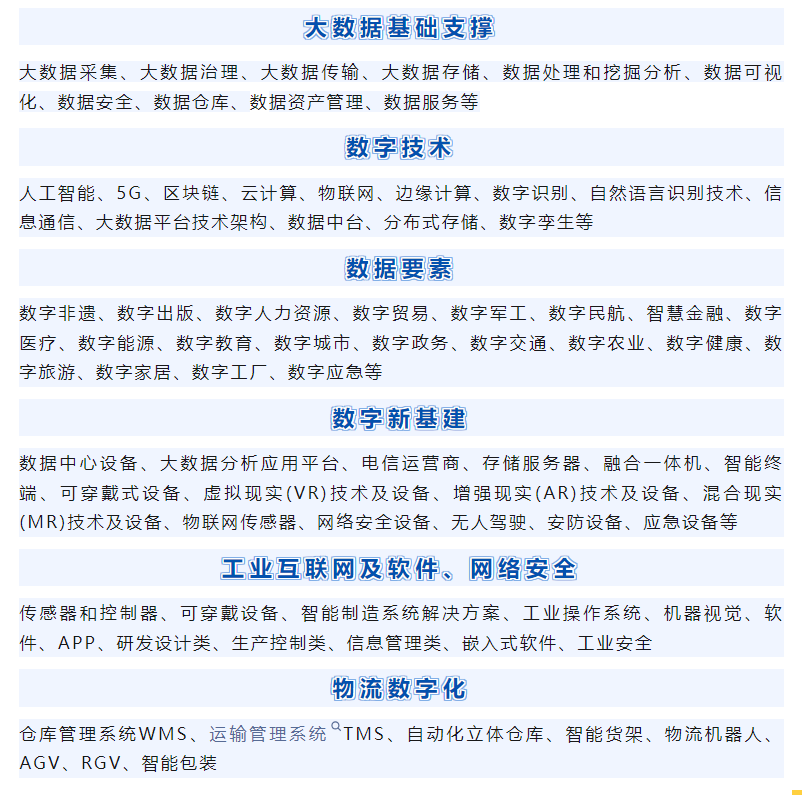 大数据基础支撑
大数据采集、大数据治理、大数据传输、大数据存储、数据处理和挖掘分析、数据可视
化、数据安全、数据仓库、数据资产管理、数据服务等
数字技术
人工智能、5G、区块链、云计算、物联网、边缘计算、数字识别、自然语言识别技术、信
息通信、大数据平台技术架构、数据中台、分布式存储、数字孪生等
数据要素
数字非遗、数字出版、数字人力资源、数字贸易、数字军工、数字民航、智慧金融、数字
医疗、数字能源、数字教育、数字城市、数字政务、数字交通、数字农业、数字健康、数
字旅游、数字家居、数字工厂、数字应急等
数字新基建
数据中心设备、大数据分析应用平台、电信运营商、存储服务器、融合一体机、智能终
端、可穿戴式设备、虚拟现实(VR)技术及设备、增强现实(AR)技术及设备、混合现实
(MR)技术及设备、物联网传感器、网络安全设备、无人驾驶、安防设备、应急设备等
工业互联网及软件、网络安全
传感器和控制器、可穿戴设备、智能制造系统解决方案、工业操作系统、机器视觉、软
件、APP、研发设计类、生产控制类、信息管理类、嵌入式软件、工业安全
物流数字化
仓库管理系统WMS、运输管理系统TMS、自动化立体仓库、智能货架、物流机器人、
AGV、RGV、智能包装